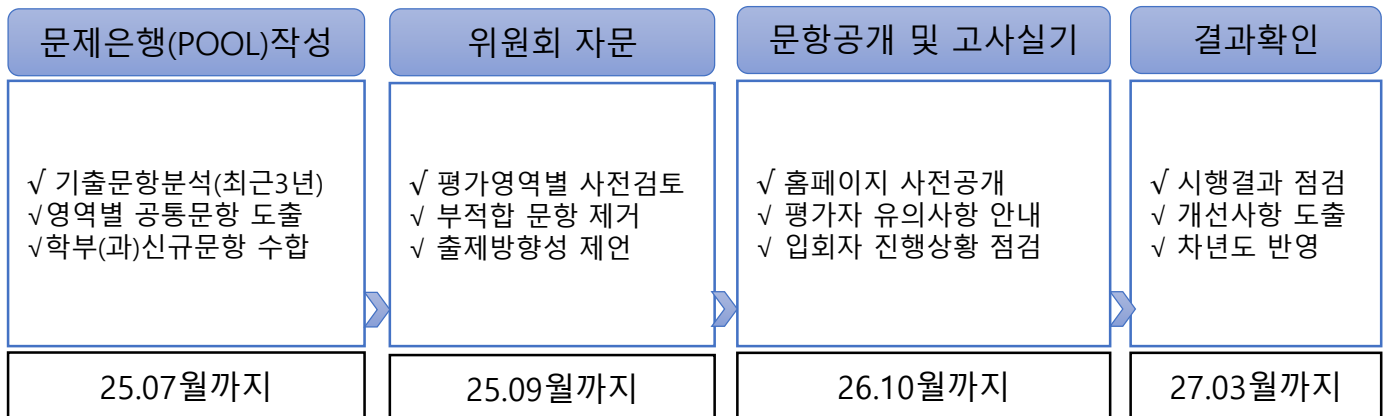 문제은행(POOL)작성
√ 기출문항분석(최근3년)
√영역별 공통문항 도출
√학부(과)신규문항 수합
25.07월까지
위원회 자문
√ 평가영역별 사전검토
√ 부적합 문항 제거
√ 출제방향성 제언
25.09월까지
문항공개 및 고사실기
√ 홈페이지 사전공개
√ 평가자 유의사항 안내
√ 입회자 진행상황 점검
26.10월까지
결과확인
√ 시행결과 점검
√ 개선사항 도출
√ 차년도 반영
27.03월까지